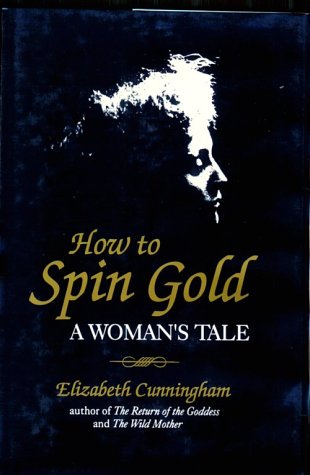 How to
Spin Gold
A WOMAN'S TALE
Elizabeth Cunningham
author of The Return of the Goddess
and The Wild Mother